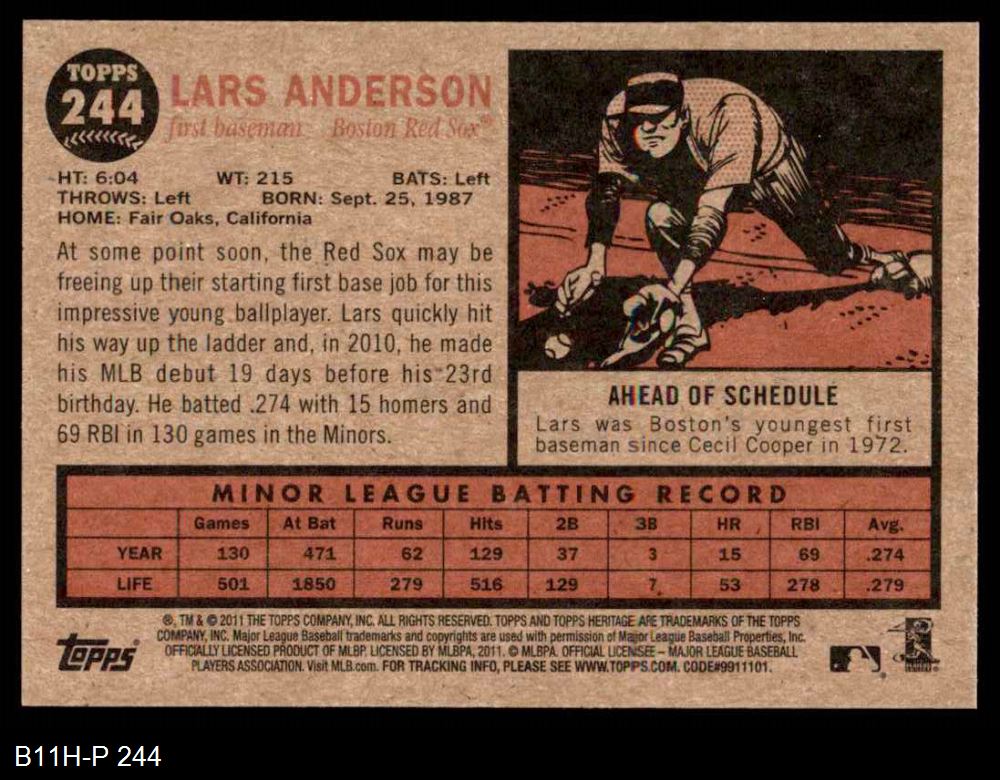 TOPPS
244
LARS ANDERSON
first baseman Boston Red Sox®
HT: 6:04 WT: 215 BATS: Left
THROWS: Left BORN: Sept. 25, 1987
HOME: Fair Oaks, California
At some point soon, the Red Sox may be
freeing up their starting first base job for this
impressive young ballplayer. Lars quickly hit
his way up the ladder and, in 2010, he made
his MLB debut 19 days before his 23rd
birthday. He batted .274 with 15 homers and
69 RBI in 130 games in the Minors.
AHEAD OF SCHEDULE
Lars was Boston's youngest first
baseman since Cecil Cooper in 1972.
MINOR LEAGUE BATTING RECORD
Games At Bat Runs Hits 2B 3B HR RBI Avg.
YEAR 130 471 62 129 37 3 15 69 .274
LIFE 501 1850 279 516 129 7 53 278 .279
®, TM & © 2011 THE TOPPS COMPANY, INC. ALL RIGHTS RESERVED. TOPPS AND TOPPS HERITAGE ARE TRADEMARKS OF THE TOPPS
COMPANY, INC. Major League Baseball trademarks and copyrights are used with permission of Major League Baseball Properties, Inc.
OFFICIALLY LICENSED PRODUCT OF MLBP. LICENSED BY MLBPA, 2011. © MLBPA. OFFICIAL LICENSEE – MAJOR LEAGUE BASEBALL
PLAYERS ASSOCIATION. Visit MLB.com. FOR TRACKING INFO, PLEASE SEE WWW.TOPPS.COM. CODE#9911101.
Topps
B11H-P 244